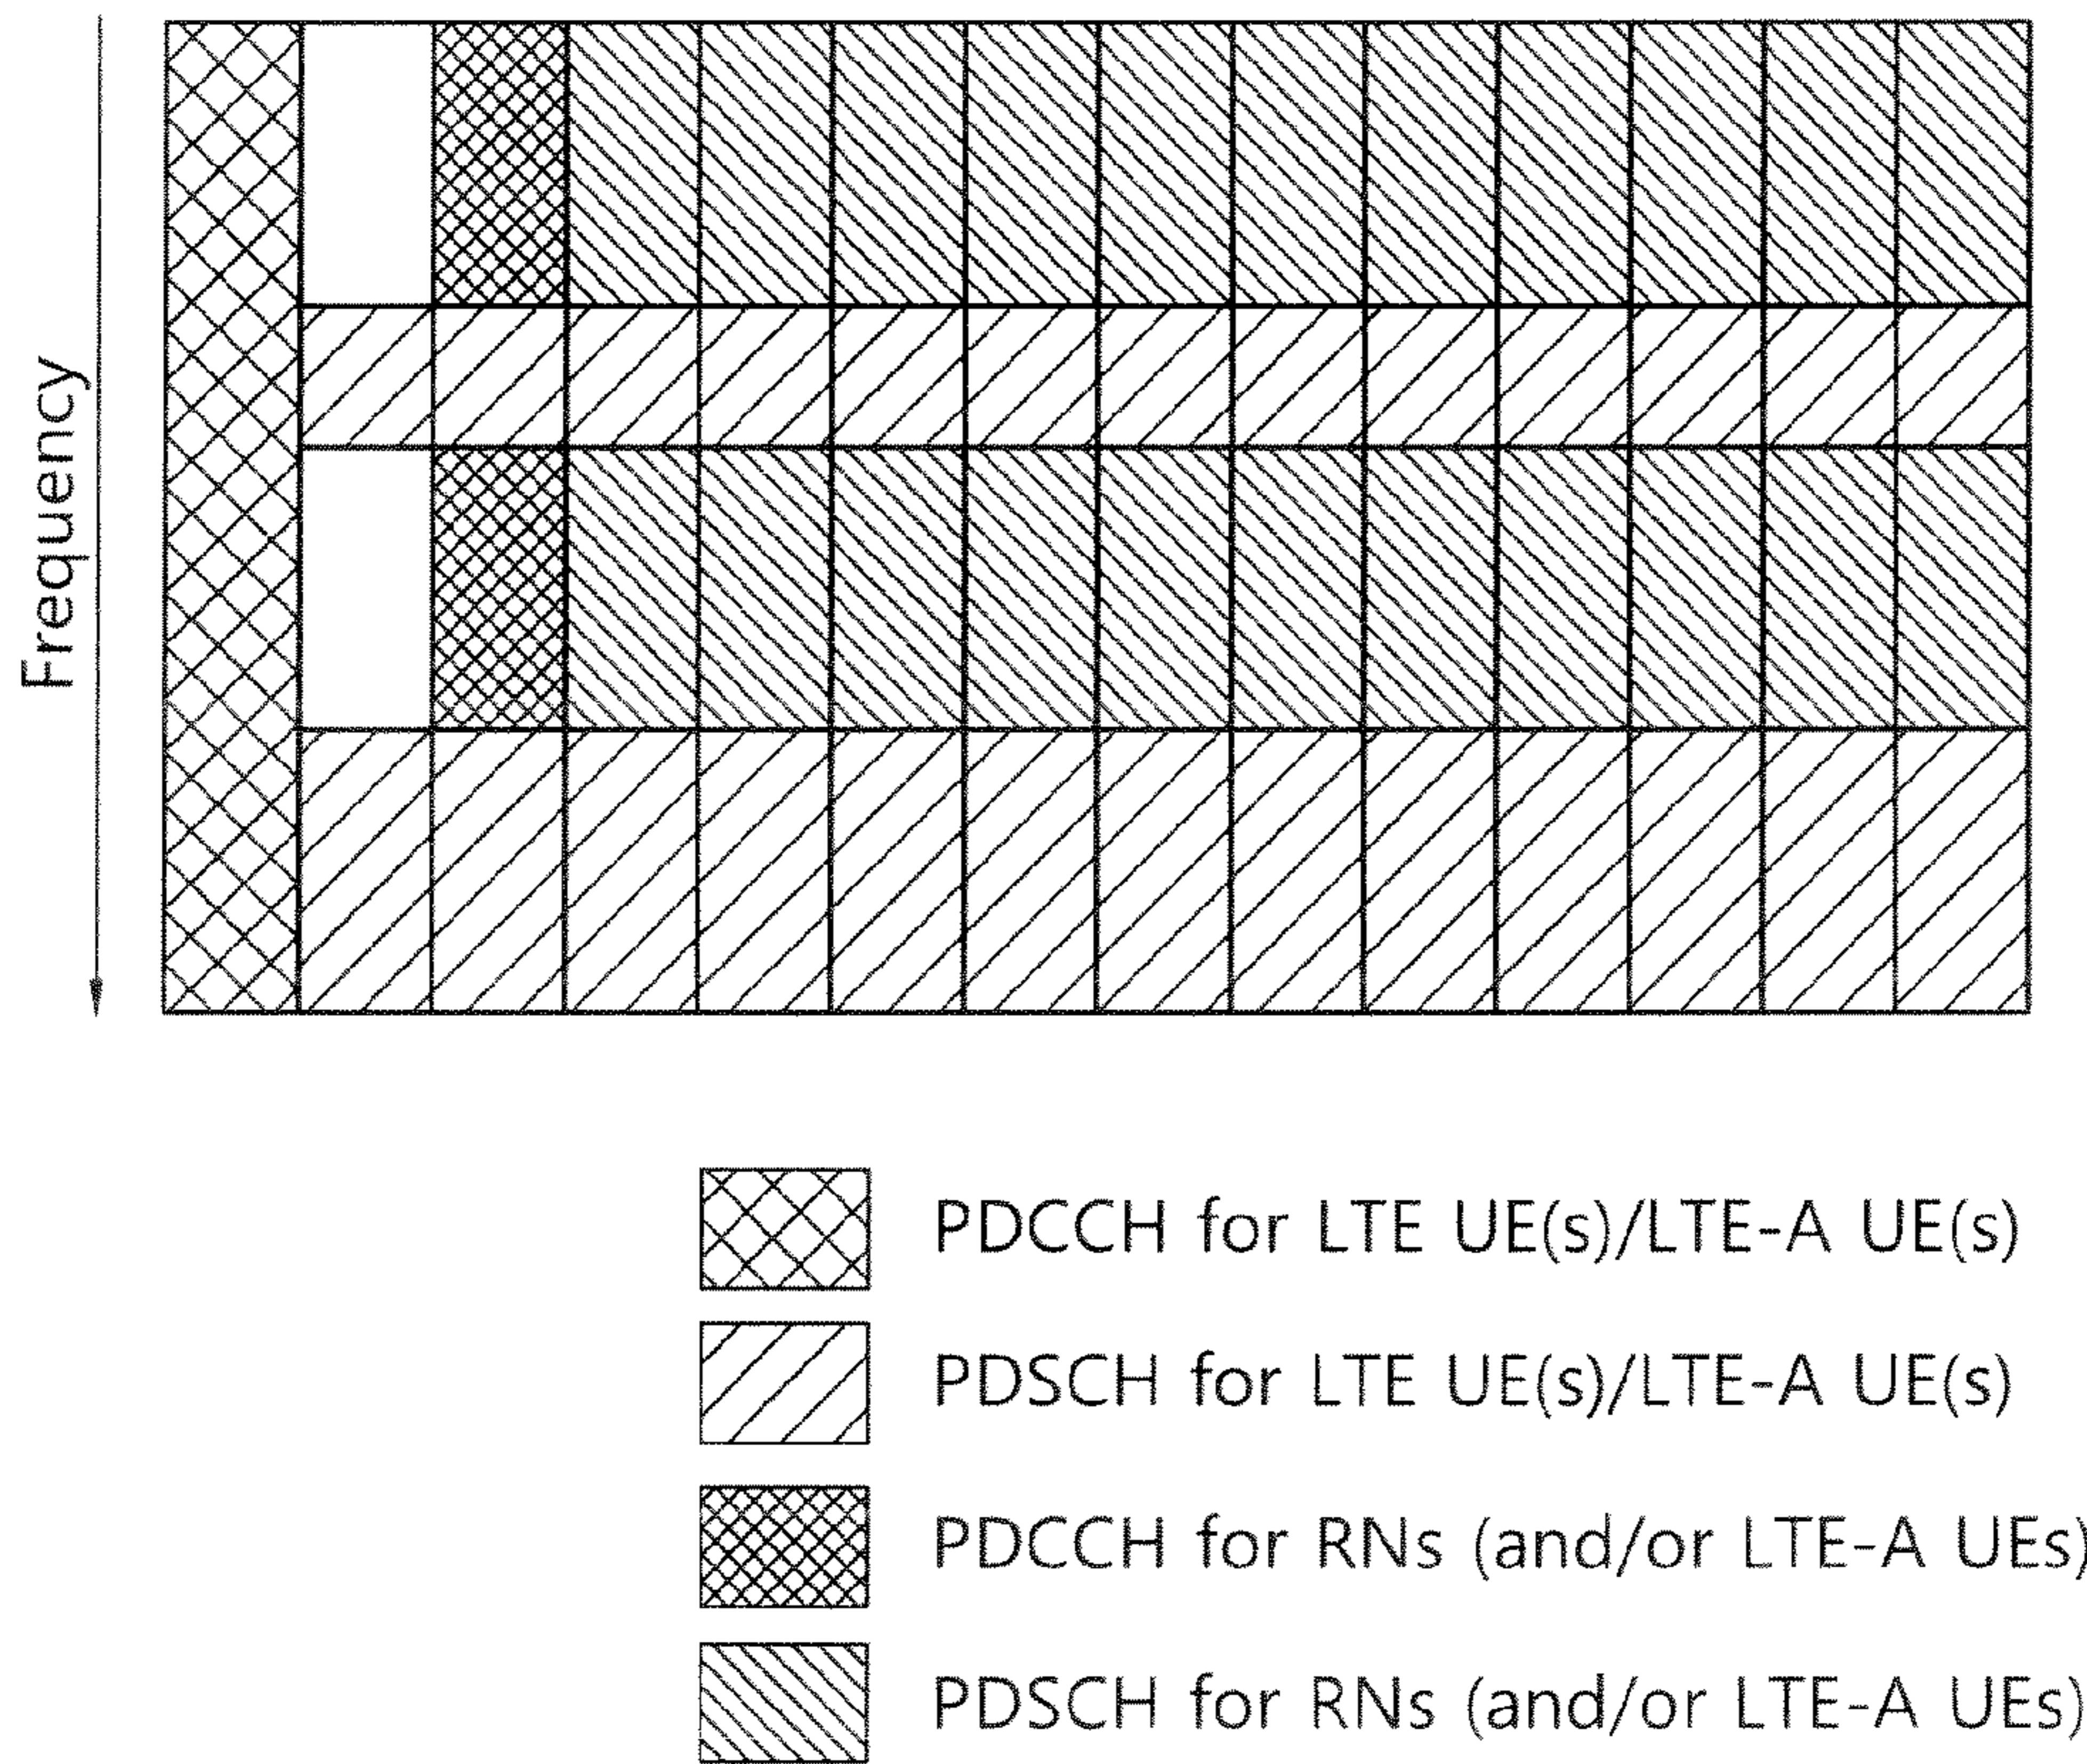 Frequency
PDCCH for LTE UE(s)/LTE-A UE(s)
PDSCH for LTE UE(s)/LTE-A UE(s)
PDCCH for RNs (and/or LTE-A UEs)
PDSCH for RNs (and/or LTE-A UEs)